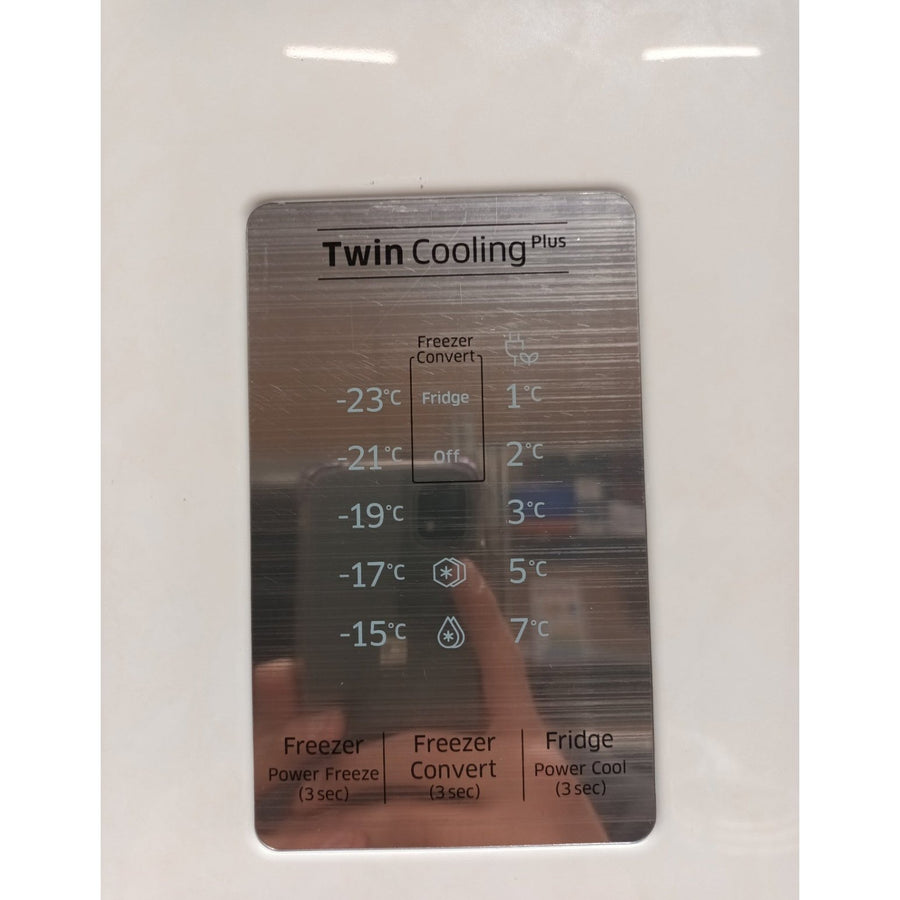 Twin Cooling Plus
Freezer
Convert
-23°C Fridge 1°C
-21°C Off 2°C
-19°C 3°C
-17°C 5°C
-15°C 7°C
Freezer
Power Freeze
(3 sec)
Freezer
Convert
(3 sec)
Fridge
Power Cool
(3 sec)